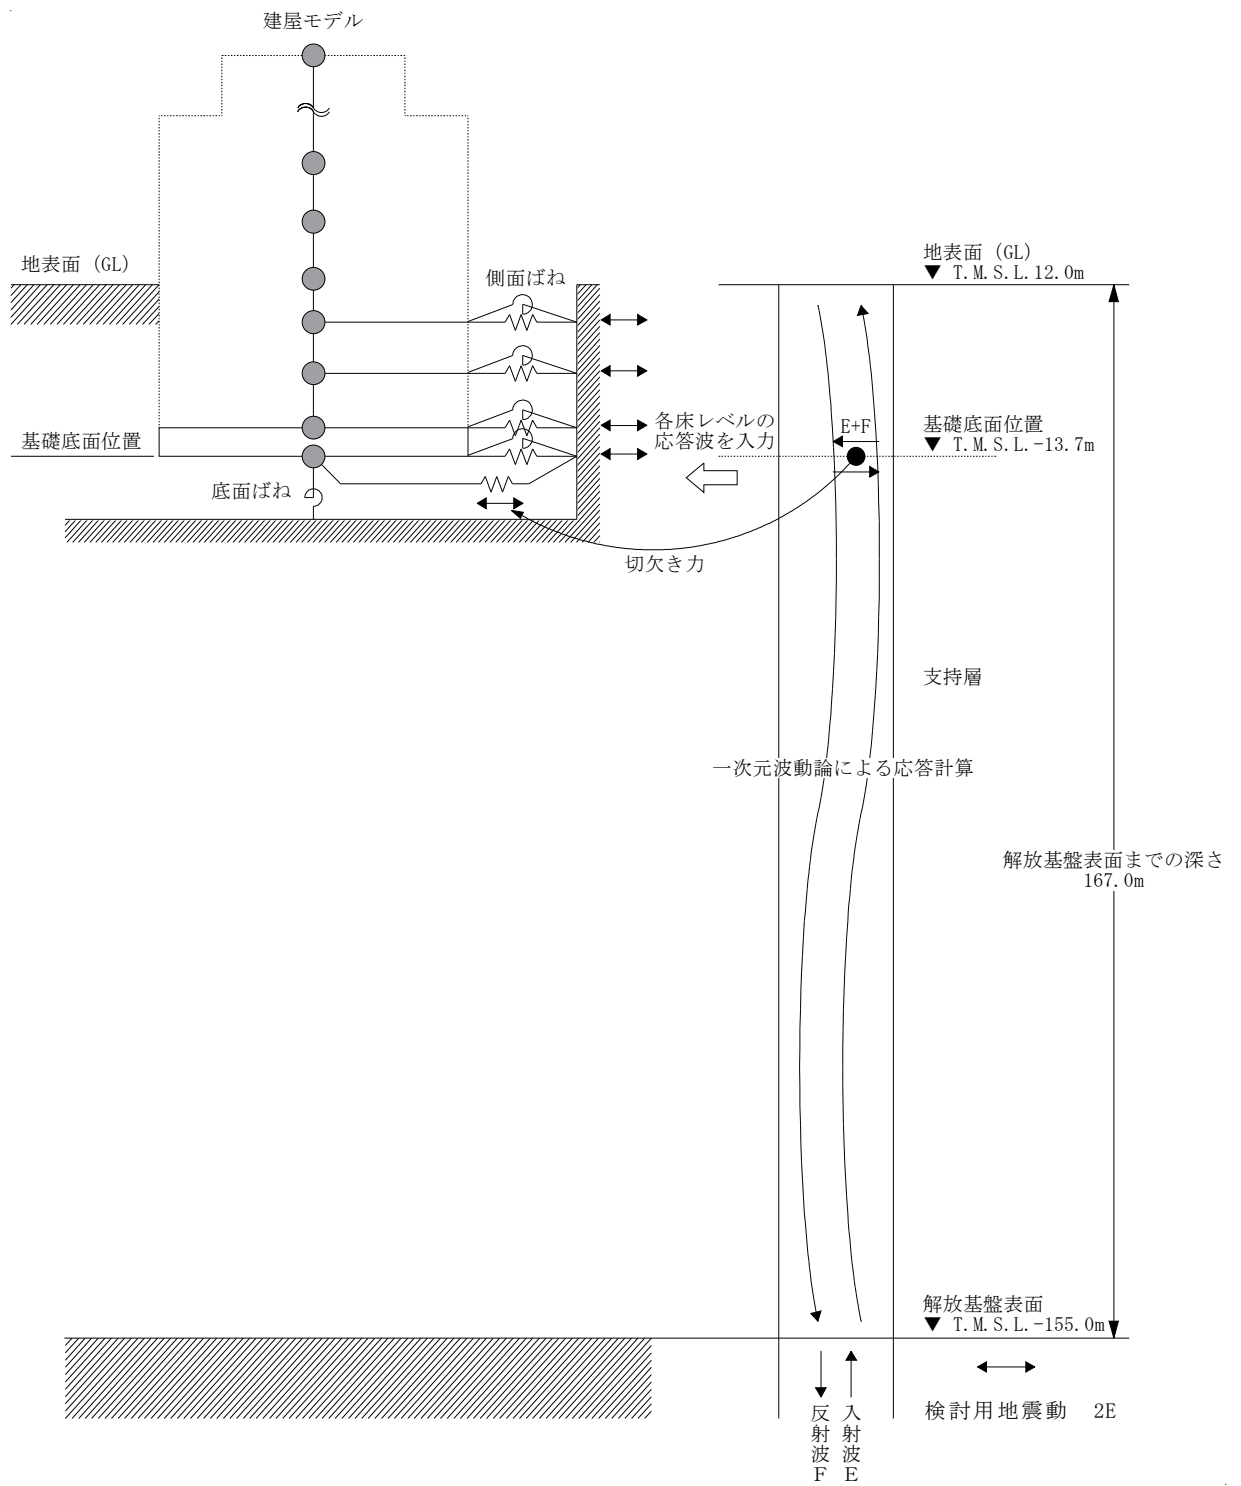 建屋モデル
地表面（GL）
側面ばね
地表面（GL）
▼ T.M.S.L.12.0m
基礎底面位置
各床レベルの
応答波を入力
E+F
基礎底面位置
▼ T.M.S.L.-13.7m
底面ばね
切欠き力
支持層
一次元波動論による応答計算
解放基盤表面までの深さ
167.0m
解放基盤表面
▼ T.M.S.L.-155.0m
検討用地震動　2E
反射波F
入射波E